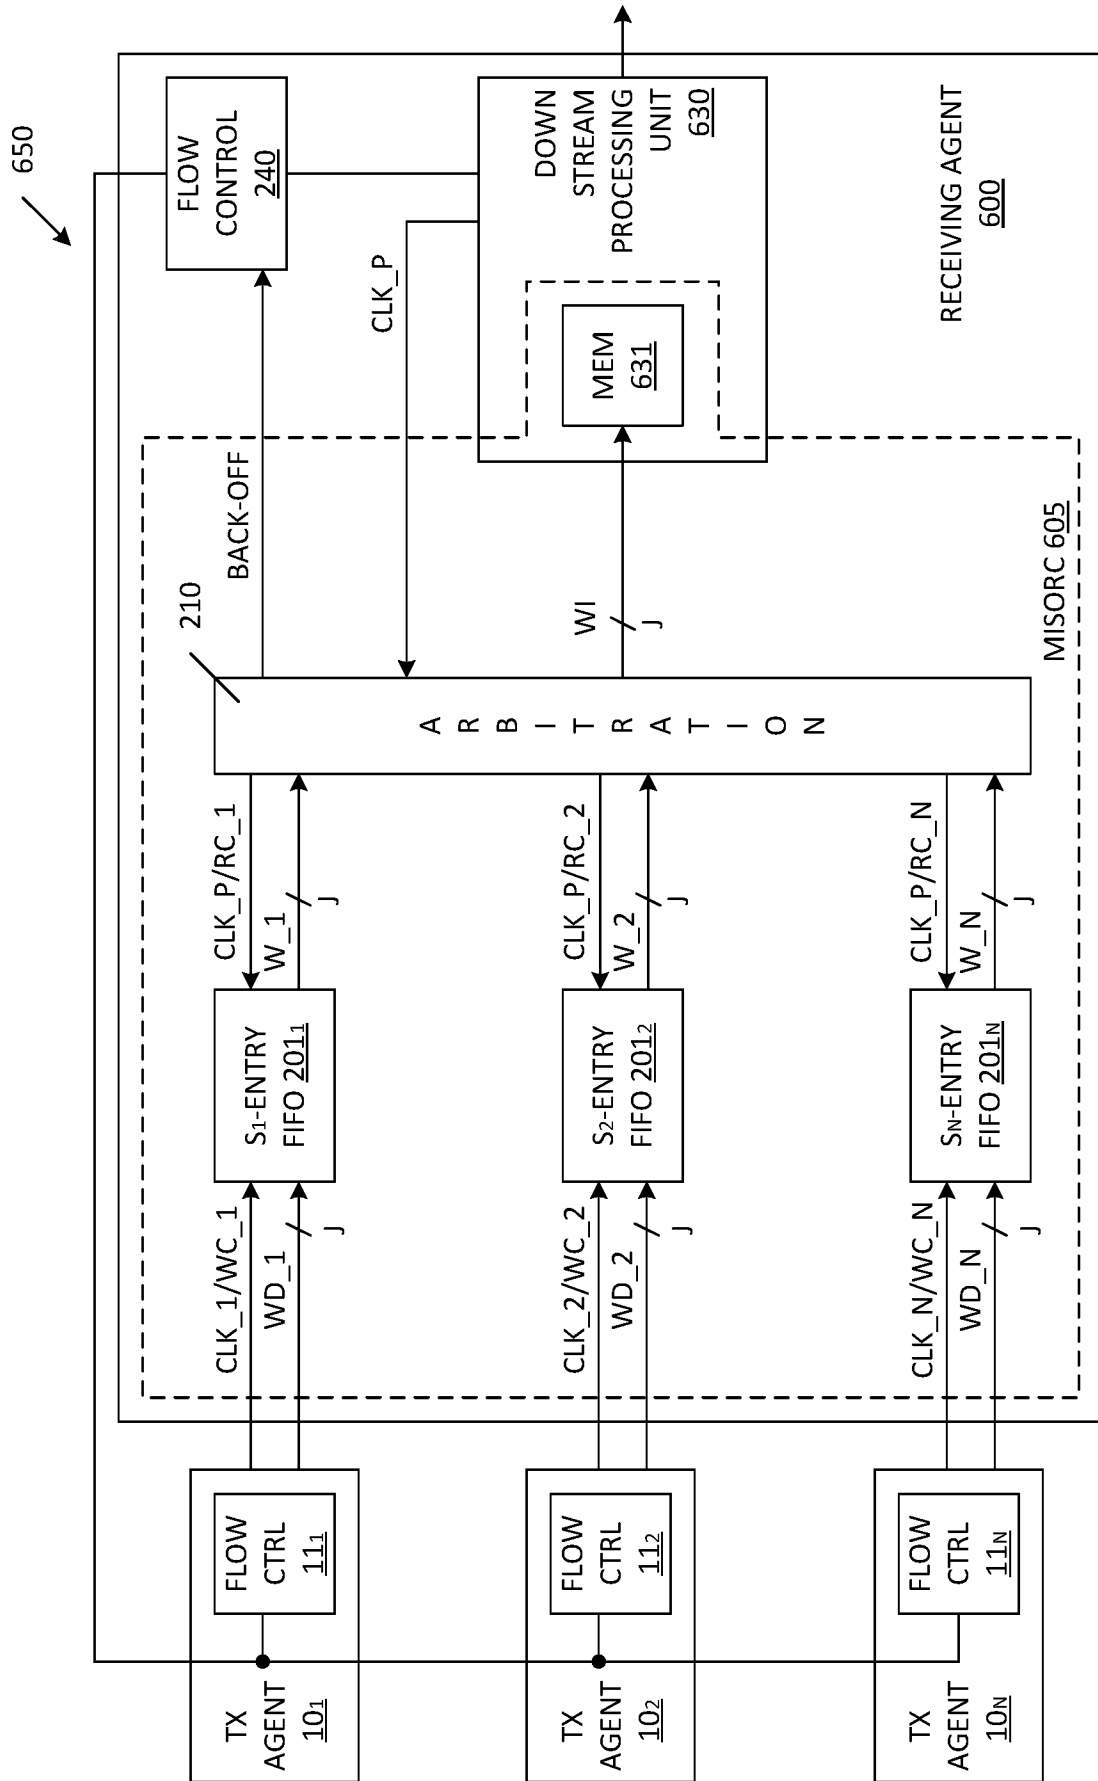 650
TX
AGENT
10₁
FLOW
CTRL
11₁
CLK_1/WC_1
WD_1
J
S₁-ENTRY
FIFO 201₁
CLK_P/RC_1
W_1
J
210
BACK-OFF
FLOW
CONTROL
240
CLK_P
TX
AGENT
10₂
FLOW
CTRL
11₂
CLK_2/WC_2
WD_2
J
S₂-ENTRY
FIFO 201₂
CLK_P/RC_2
W_2
J
ARBITRATION
WI
J
MEM
631
DOWN
STREAM
PROCESSING
UNIT
630
TX
AGENT
10N
FLOW
CTRL
11N
CLK_N/WC_N
WD_N
J
SN-ENTRY
FIFO 201N
CLK_P/RC_N
W_N
J
MISORC 605
RECEIVING AGENT
600